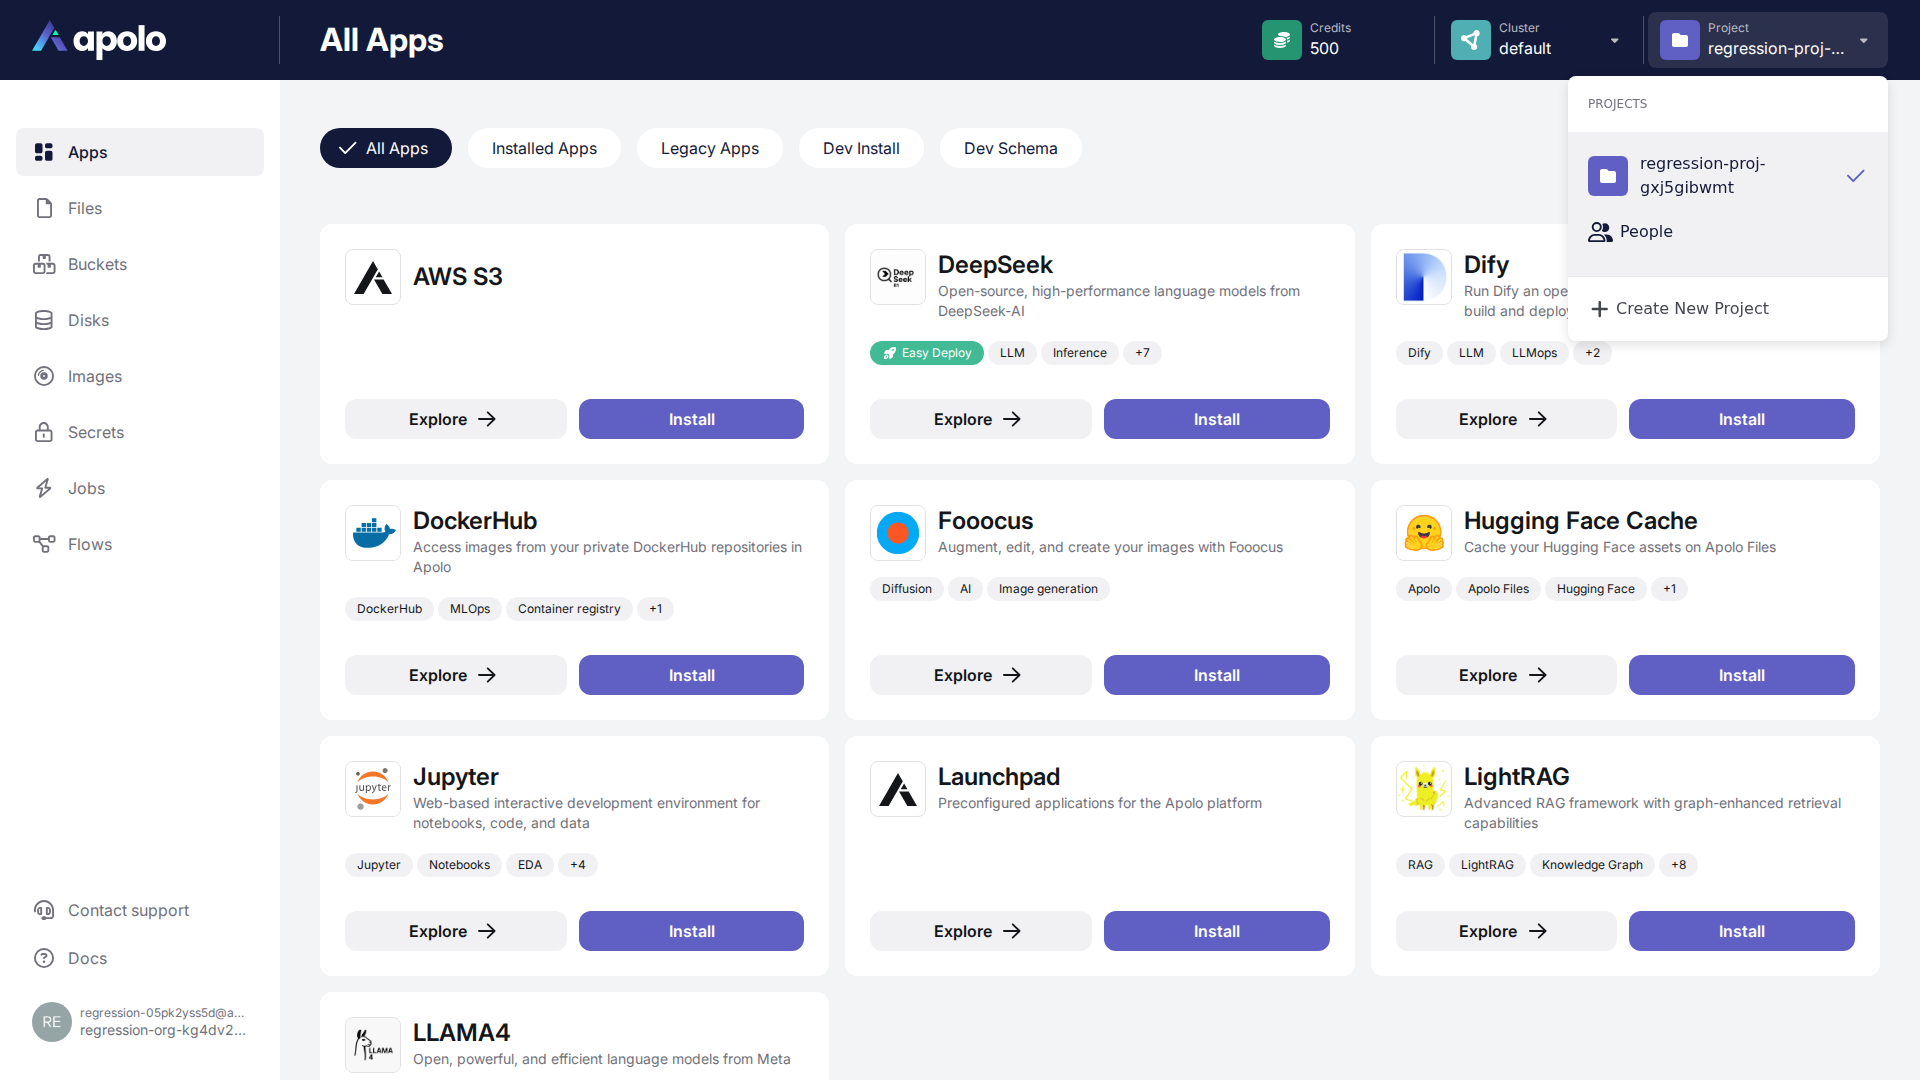 apolo
All Apps
Credits
500
Cluster
default
Project
regression-proj-...
PROJECTS
regression-proj-
gxj5gibwmt
People
Create New Project
Apps
Files
Buckets
Disks
Images
Secrets
Jobs
Flows
Contact support
Docs
RE
regression-05pk2yss5d@a...
regression-org-kg4dv2...
All Apps
Installed Apps
Legacy Apps
Dev Install
Dev Schema
AWS S3
Explore
Install
DeepSeek
Open-source, high-performance language models from
DeepSeek-AI
Easy Deploy
LLM
Inference
+7
Explore
Install
Dify
Run Dify an ope
build and deploy
Dify
LLM
LLMops
+2
Explore
Install
DockerHub
Access images from your private DockerHub repositories in
Apolo
DockerHub
MLOps
Container registry
+1
Explore
Install
Fooocus
Augment, edit, and create your images with Fooocus
Diffusion
AI
Image generation
Explore
Install
Hugging Face Cache
Cache your Hugging Face assets on Apolo Files
Apolo
Apolo Files
Hugging Face
+1
Explore
Install
jupyter
Jupyter
Web-based interactive development environment for
notebooks, code, and data
Jupyter
Notebooks
EDA
+4
Explore
Install
Launchpad
Preconfigured applications for the Apolo platform
Explore
Install
LightRAG
Advanced RAG framework with graph-enhanced retrieval
capabilities
RAG
LightRAG
Knowledge Graph
+8
Explore
Install
LLAMA
4
LLAMA4
Open, powerful, and efficient language models from Meta